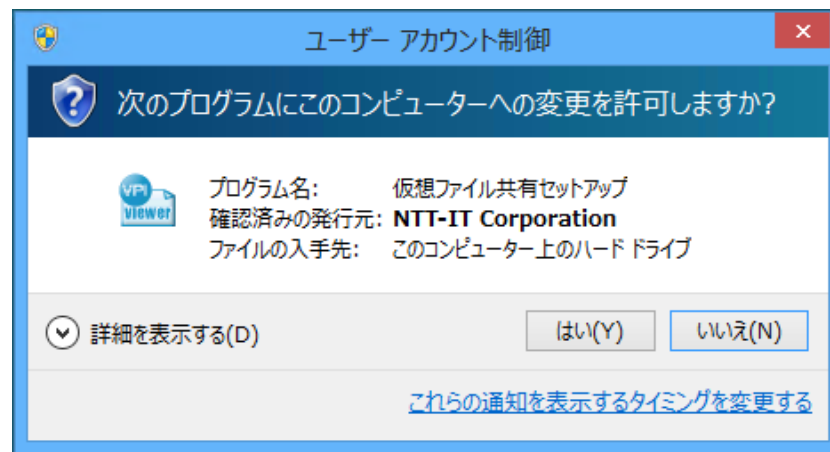 ユーザー アカウント制御
次のプログラムにこのコンピューターへの変更を許可しますか?
VPN
viewer
プログラム名: 仮想ファイル共有セットアップ
確認済みの発行元: NTT-IT Corporation
ファイルの入手先: このコンピューター上のハード ドライブ
詳細を表示する(D) はい(Y) いいえ(N)
これらの通知を表示するタイミングを変更する